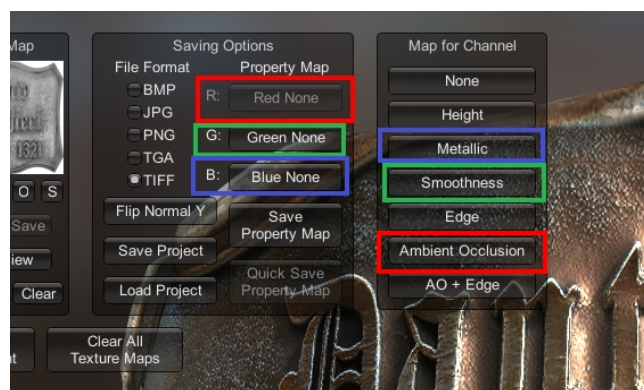 Map
1321
O S
Save
iew
Clear
Saving Options
File Format
Property Map
BMP
JPG
PNG
TGA
TIFF
R: Red None
G: Green None
B: Blue None
Flip Normal Y
Save Project
Load Project
Save
Property Map
Quick Save
Property Map
Clear All
Texture Maps
Map for Channel
None
Height
Metallic
Smoothness
Edge
Ambient Occlusion
AO + Edge